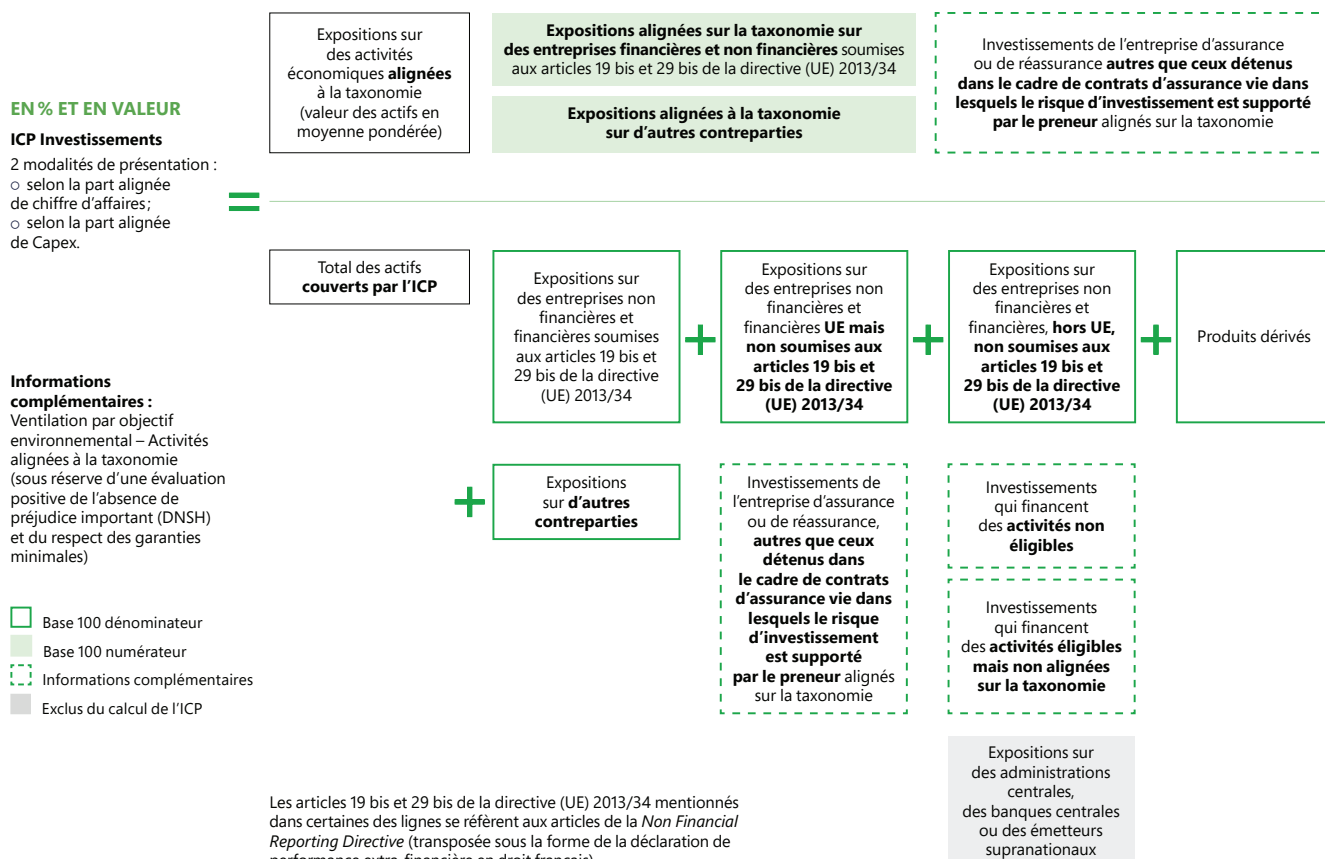 EN % ET EN VALEUR
ICP Investissements
2 modalités de présentation :
selon la part alignée
de chiffre d'affaires ;
selon la part alignée
de Capex.
=
Expositions sur
des activités
économiques alignées
à la taxonomie
(valeur des actifs en
moyenne pondérée)
Expositions alignées sur la taxonomie sur
des entreprises financières et non financières soumises
aux articles 19 bis et 29 bis de la directive (UE) 2013/34
Expositions alignées à la taxonomie
sur d'autres contreparties
Investissements de l'entreprise d'assurance
ou de réassurance autres que ceux détenus
dans le cadre de contrats d'assurance vie dans
lesquels le risque d'investissement est supporté
par le preneur alignés sur la taxonomie
Total des actifs
couverts par l'ICP
Expositions sur
des entreprises non
financières et
financières soumises
aux articles 19 bis et
29 bis de la directive
(UE) 2013/34
+
Expositions sur
des entreprises non
financières et
financières UE mais
non soumises aux
articles 19 bis et
29 bis de la directive
(UE) 2013/34
+
Expositions sur
des entreprises non
financières et
financières, hors UE,
non soumises aux
articles 19 bis et
29 bis de la directive
(UE) 2013/34
+
Produits dérivés
Informations
complémentaires :
Ventilation par objectif
environnemental – Activités
alignées à la taxonomie
(sous réserve d'une évaluation
positive de l'absence de
préjudice important (DNSH)
et du respect des garanties
minimales)
+
Expositions
sur d'autres
contreparties
Investissements de
l'entreprise d'assurance
ou de réassurance,
autres que ceux
détenus dans
le cadre de contrats
d'assurance vie dans
lesquels le risque
d'investissement
est supporté
par le preneur alignés
sur la taxonomie
Investissements
qui financent
des activités non
éligibles
Investissements
qui financent
des activités éligibles
mais non alignées
sur la taxonomie
Base 100 dénominateur
Base 100 numérateur
Informations complémentaires
Exclus du calcul de l'ICP
Expositions sur
des administrations
centrales,
des banques centrales
ou des émetteurs
supranationaux
Les articles 19 bis et 29 bis de la directive (UE) 2013/34 mentionnés
dans certaines des lignes se réfèrent aux articles de la Non Financial
Reporting Directive (transposée sous la forme de la déclaration de